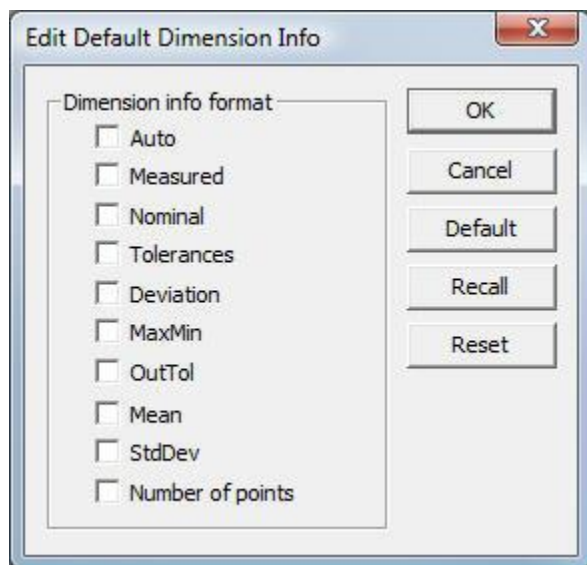 Edit Default Dimension Info
Dimension info format
Auto
Measured
Nominal
Tolerances
Deviation
MaxMin
OutTol
Mean
StdDev
Number of points
OK
Cancel
Default
Recall
Reset